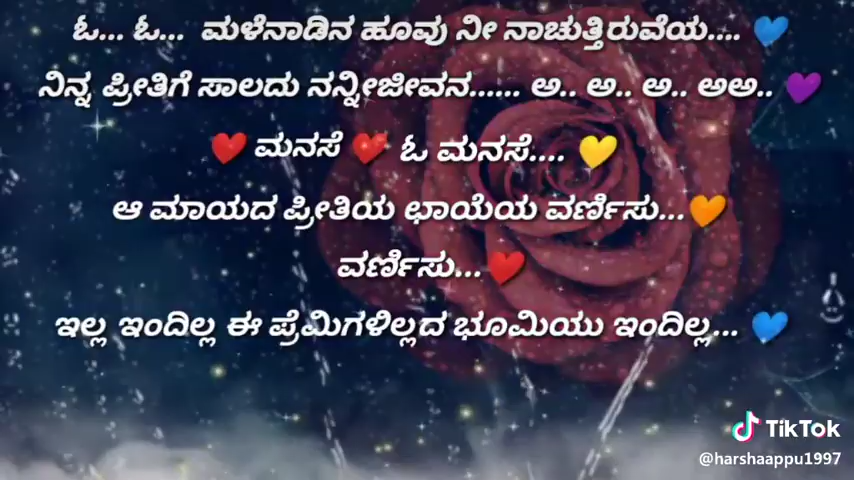 ಓ... ಓ... ಮಳೆನಾಡಿನ ಹೂವು ನೀ ನಾಚುತ್ತಿರುವೆಯ.... 💙
ನಿನ್ನ ಪ್ರೀತಿಗೆ ಸಾಲದು ನನ್ನೀಜೀವನ...... ಅ.. ಅ.. ಅ.. ಅಅ.. 💜
❤️ ಮನಸೆ ❤️ ಓ ಮನಸೆ.... 💛
ಆ ಮಾಯದ ಪ್ರೀತಿಯ ಛಾಯೆಯ ವರ್ಣಿಸು... 🧡
ವರ್ಣಿಸು... ❤️
ಇಲ್ಲ ಇಂದಿಲ್ಲ ಈ ಪ್ರೆಮಿಗಳಿಲ್ಲದ ಭೂಮಿಯು ಇಂದಿಲ್ಲ... 💙
TikTok
@harshaappu1997